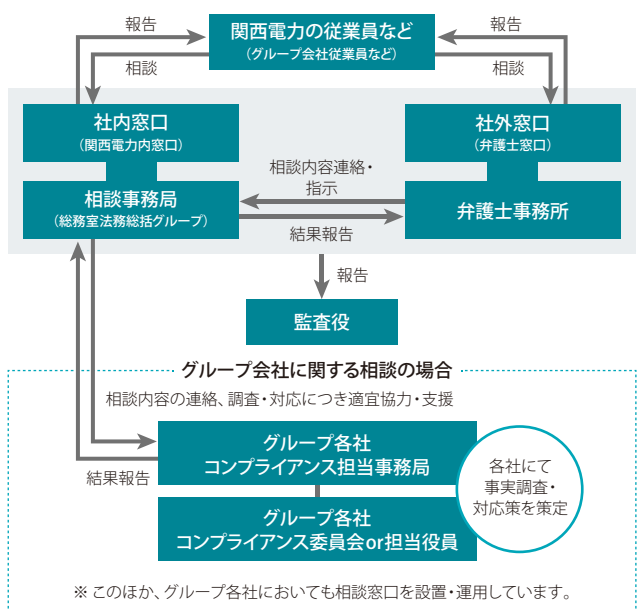 報告
関西電力の従業員など
（グループ会社従業員など）
報告
相談
相談
社内窓口
（関西電力内窓口）
社外窓口
（弁護士窓口）
相談内容連絡・
指示
相談事務局
（総務室法務総括グループ）
弁護士事務所
結果報告
報告
監査役
グループ会社に関する相談の場合
相談内容の連絡、調査・対応につき適宜協力・支援
グループ各社
コンプライアンス担当事務局
結果報告
各社にて
事実調査・
対応策を策定
グループ各社
コンプライアンス委員会or担当役員
※ このほか、グループ各社においても相談窓口を設置・運用しています。